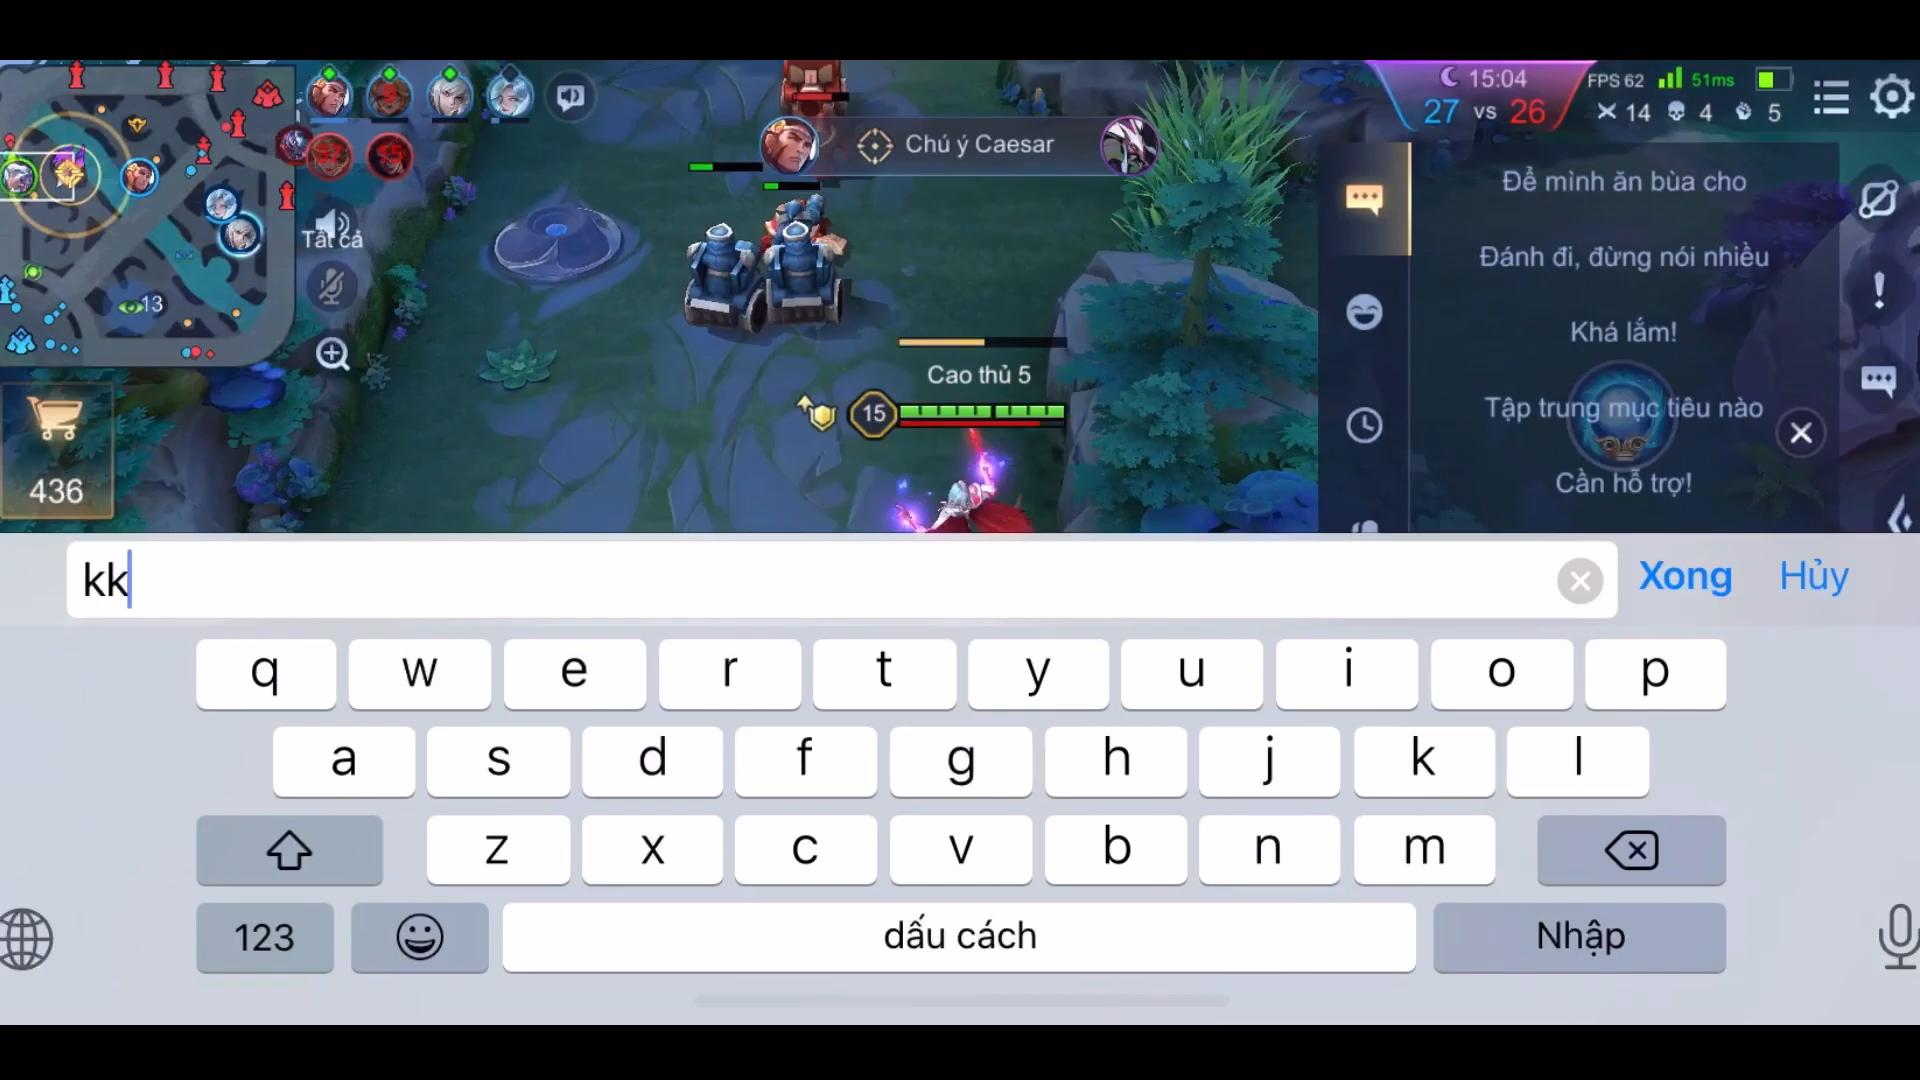 15:04
27 vs 26
FPS 62
51ms
14
4
5
Chú ý Caesar
Tất cả
13
436
Cao thủ 5
15
Để mình ăn bùa cho
Đánh đi, đừng nói nhiều
Khá lắm!
Tập trung mục tiêu nào
Cần hỗ trợ!
kk
Xong
Hủy
q w e r t y u i o p
a s d f g h j k l
z x c v b n m
123
dấu cách
Nhập